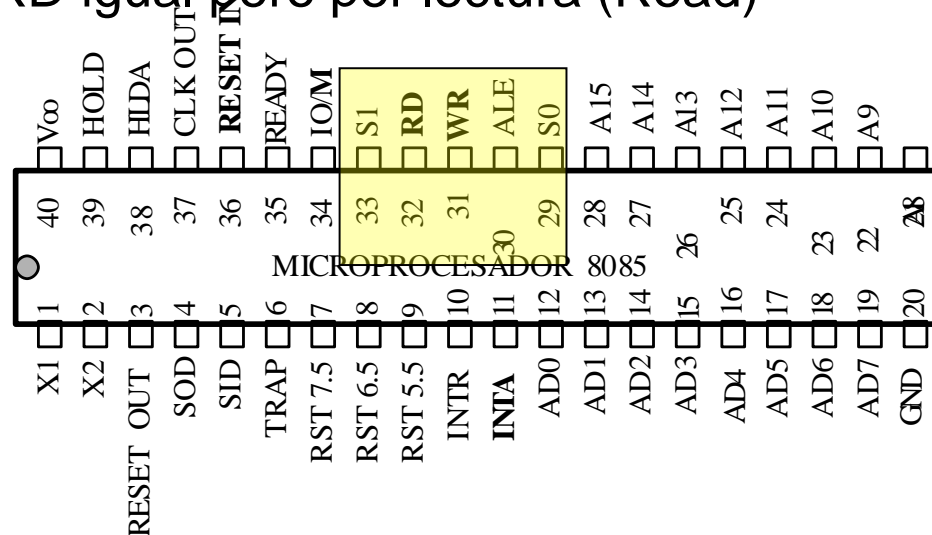 RD igual pero por lectura (Read)
Vcc
HOLD
HLDA
CLK OUT
RESET IN
READY
IO/M
S1
RD
WR
ALE
S0
A15
A14
A13
A12
A11
A10
A9
40 39 38 37 36 35 34 33 32 31 30 29 28 27 26 25 24 23 22
MICROPROCESADOR 8085
1 2 3 4 5 6 7 8 9 10 11 12 13 14 15 16 17 18 19 20
X1
X2
RESET OUT
SOD
SID
TRAP
RST 7.5
RST 6.5
RST 5.5
INTR
INTA
AD0
AD1
AD2
AD3
AD4
AD5
AD6
AD7
GND